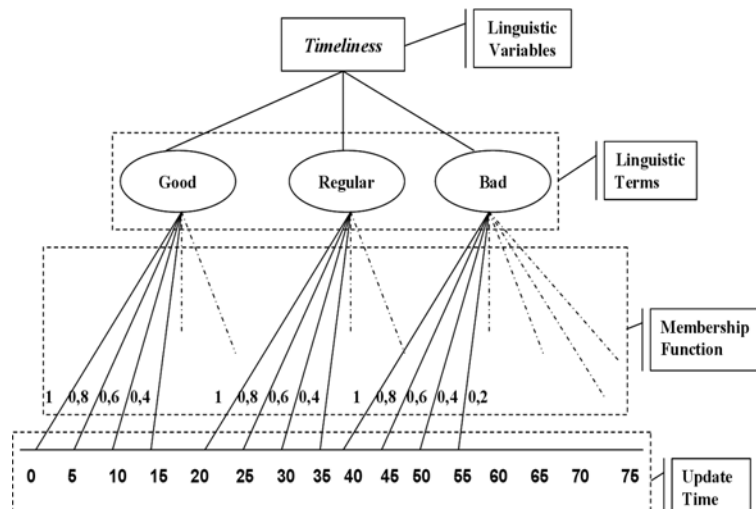 Timeliness
Linguistic
Variables
Good
Regular
Bad
Linguistic
Terms
Membership
Function
1 0,8 0,6 0,4 1 0,8 0,6 0,4 1 0,8 0,6 0,4 0,2
0 5 10 15 20 25 30 35 40 45 50 55 60 65 70 75
Update
Time